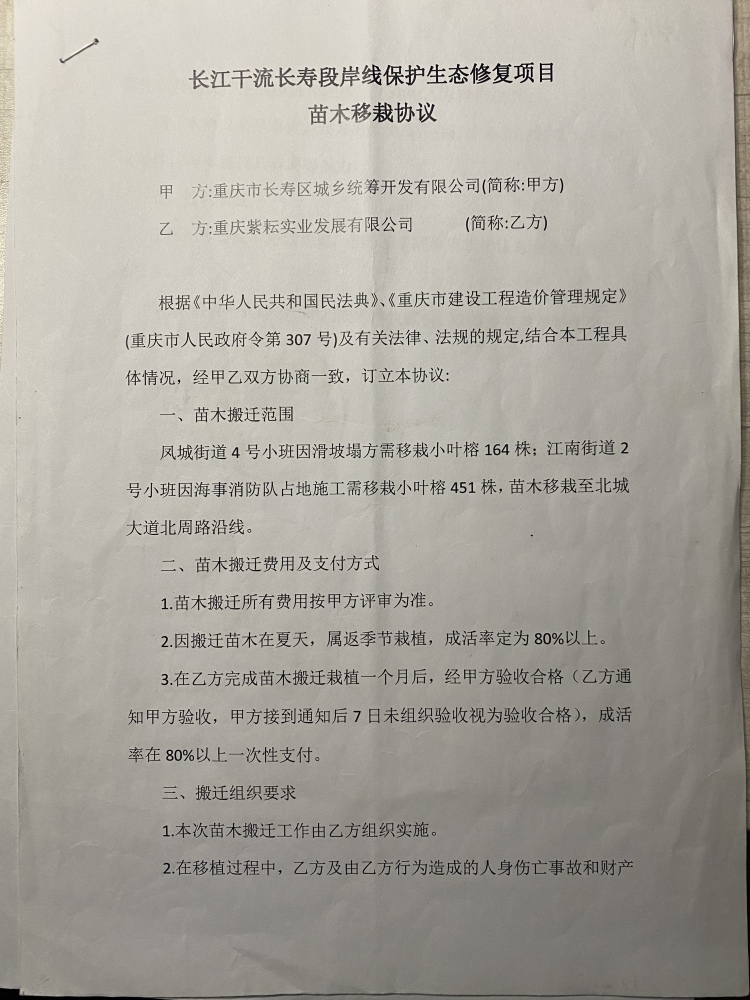 长江干流长寿段岸线保护生态修复项目
苗木移栽协议
甲 方:重庆市长寿区城乡统筹开发有限公司(简称:甲方)
乙 方:重庆紫耘实业发展有限公司 (简称:乙方)
根据《中华人民共和国民法典》、《重庆市建设工程造价管理规定》
(重庆市人民政府令第 307 号)及有关法律、法规的规定,结合本工程具
体情况，经甲乙双方协商一致，订立本协议:
一、苗木搬迁范围
凤城街道 4 号小班因滑坡塌方需移栽小叶榕 164 株；江南街道 2
号小班因海事消防队占地施工需移栽小叶榕 451 株，苗木移栽至北城
大道北周路沿线。
二、苗木搬迁费用及支付方式
1.苗木搬迁所有费用按甲方评审为准。
2.因搬迁苗木在夏天，属返季节栽植，成活率定为 80%以上。
3.在乙方完成苗木搬迁栽植一个月后，经甲方验收合格（乙方通
知甲方验收，甲方接到通知后 7 日未组织验收视为验收合格），成活
率在 80%以上一次性支付。
三、搬迁组织要求
1.本次苗木搬迁工作由乙方组织实施。
2.在移植过程中，乙方及由乙方行为造成的人身伤亡事故和财产